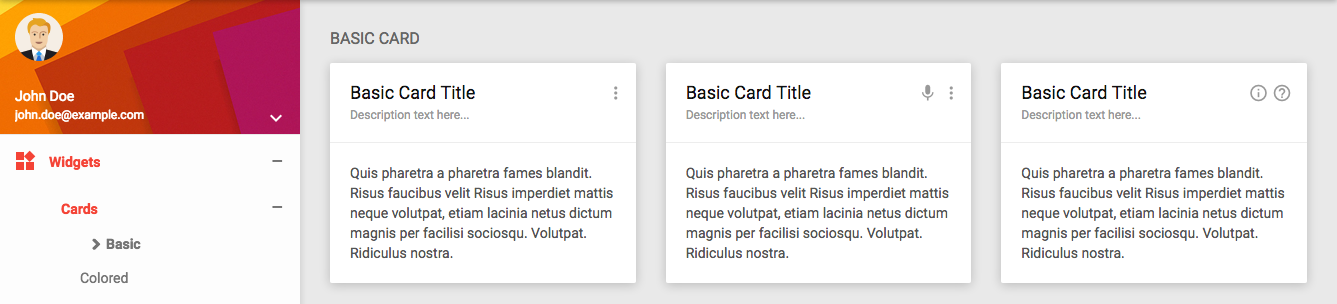 John Doe
john.doe@example.com
Widgets
Cards
Basic
Colored
BASIC CARD
Basic Card Title
Description text here...
Quis pharetra a pharetra fames blandit.
Risus faucibus velit Risus imperdiet mattis
neque volutpat, etiam lacinia netus dictum
magnis per facilisi sociosqu. Volutpat.
Ridiculus nostra.
Basic Card Title
Description text here...
Quis pharetra a pharetra fames blandit.
Risus faucibus velit Risus imperdiet mattis
neque volutpat, etiam lacinia netus dictum
magnis per facilisi sociosqu. Volutpat.
Ridiculus nostra.
Basic Card Title
Description text here...
Quis pharetra a pharetra fames blandit.
Risus faucibus velit Risus imperdiet mattis
neque volutpat, etiam lacinia netus dictum
magnis per facilisi sociosqu. Volutpat.
Ridiculus nostra.